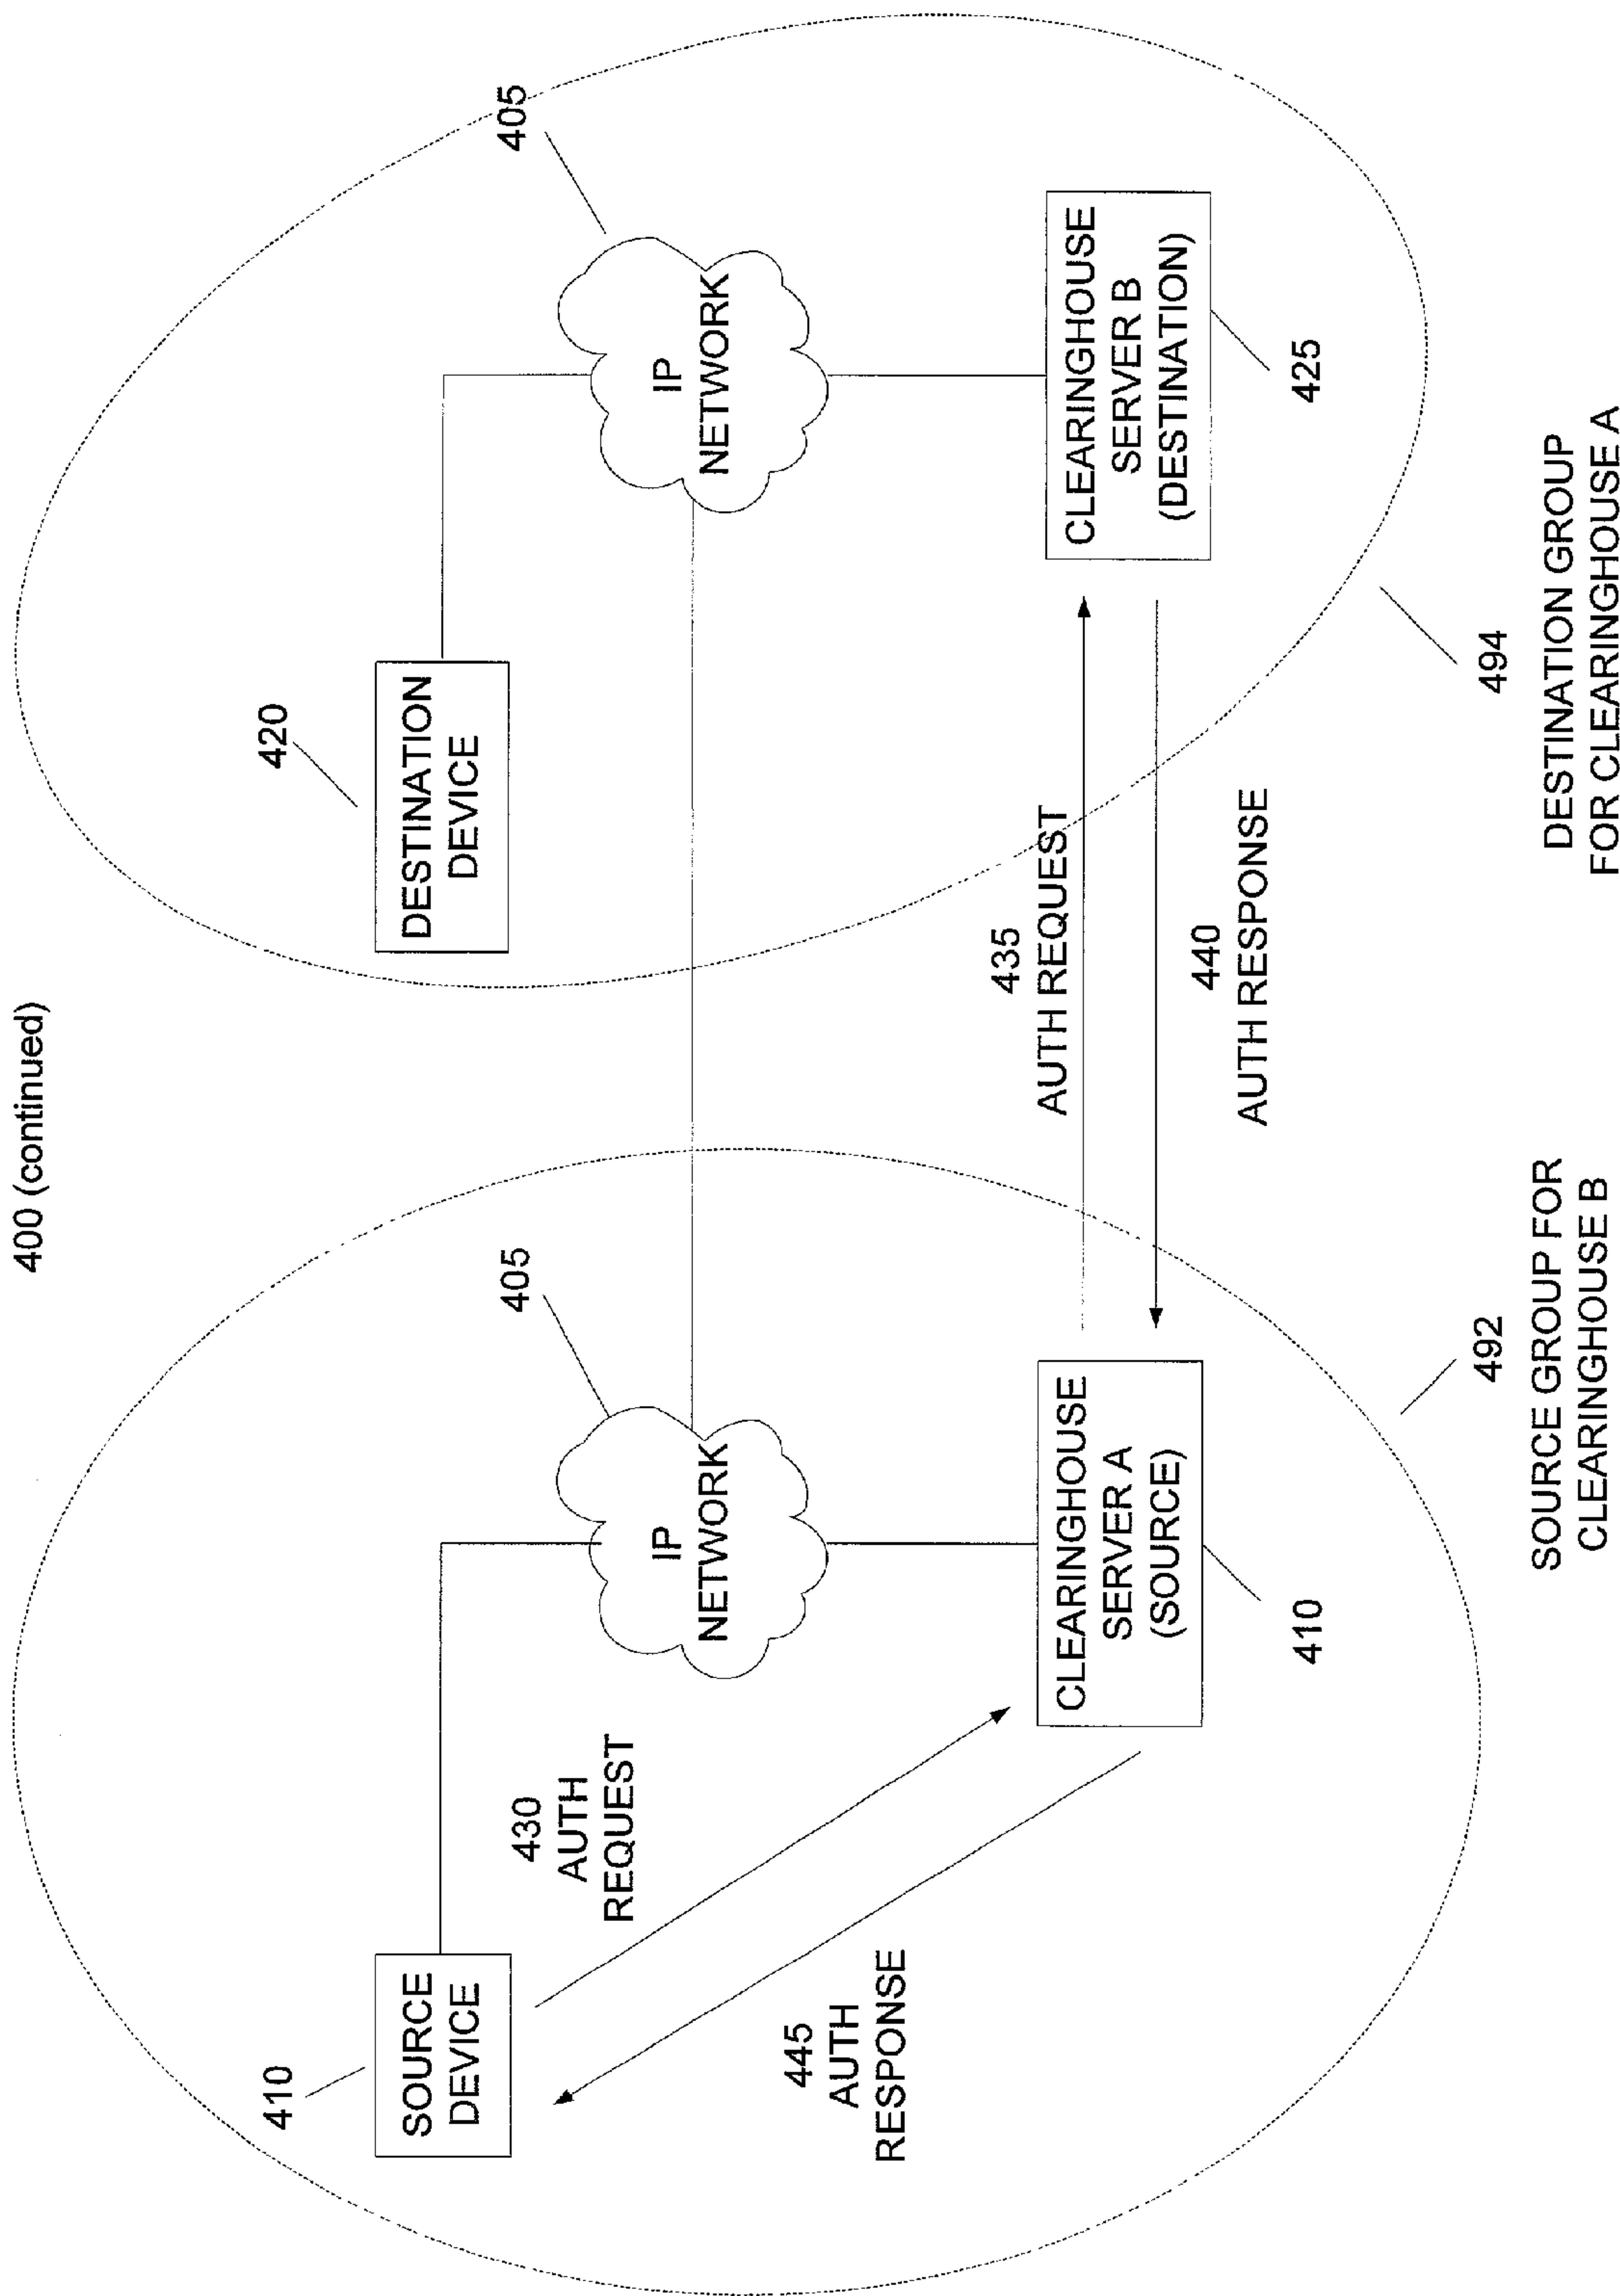 400 (continued)
410
SOURCE
DEVICE
430
AUTH
REQUEST
445
AUTH
RESPONSE
405
IP
NETWORK
CLEARINGHOUSE
SERVER A
(SOURCE)
410
492
SOURCE GROUP FOR
CLEARINGHOUSE B
435
AUTH REQUEST
440
AUTH RESPONSE
420
DESTINATION
DEVICE
405
IP
NETWORK
CLEARINGHOUSE
SERVER B
(DESTINATION)
425
494
DESTINATION GROUP
FOR CLEARINGHOUSE A